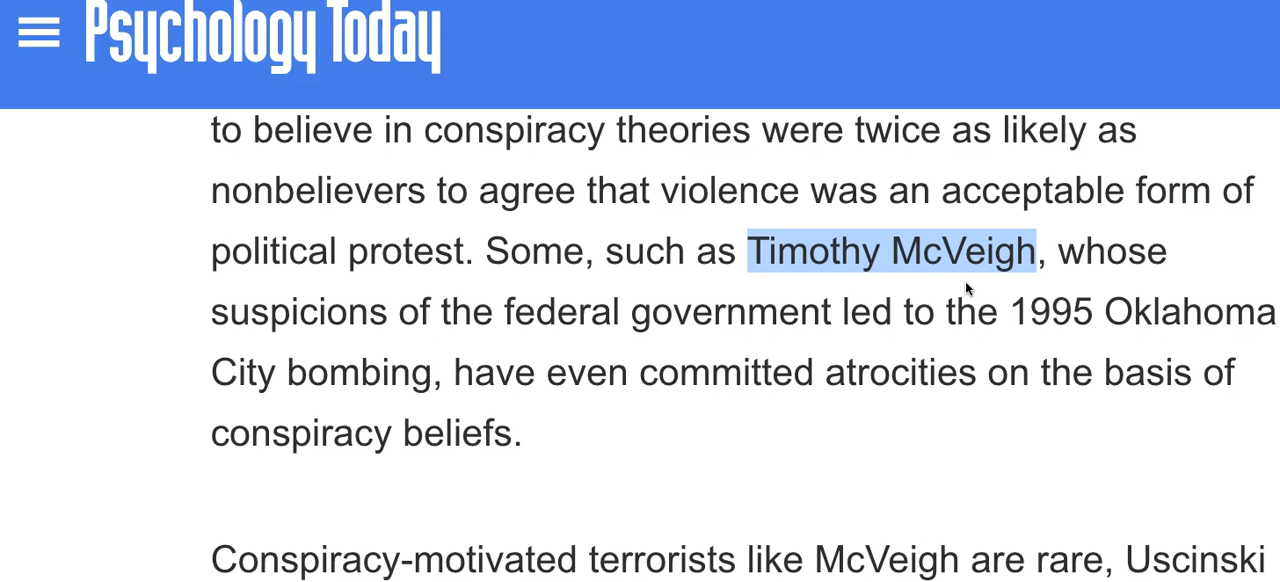 Psychology Today
to believe in conspiracy theories were twice as likely as
nonbelievers to agree that violence was an acceptable form of
political protest. Some, such as Timothy McVeigh, whose
suspicions of the federal government led to the 1995 Oklahoma
City bombing, have even committed atrocities on the basis of
conspiracy beliefs.
Conspiracy-motivated terrorists like McVeigh are rare, Uscinski